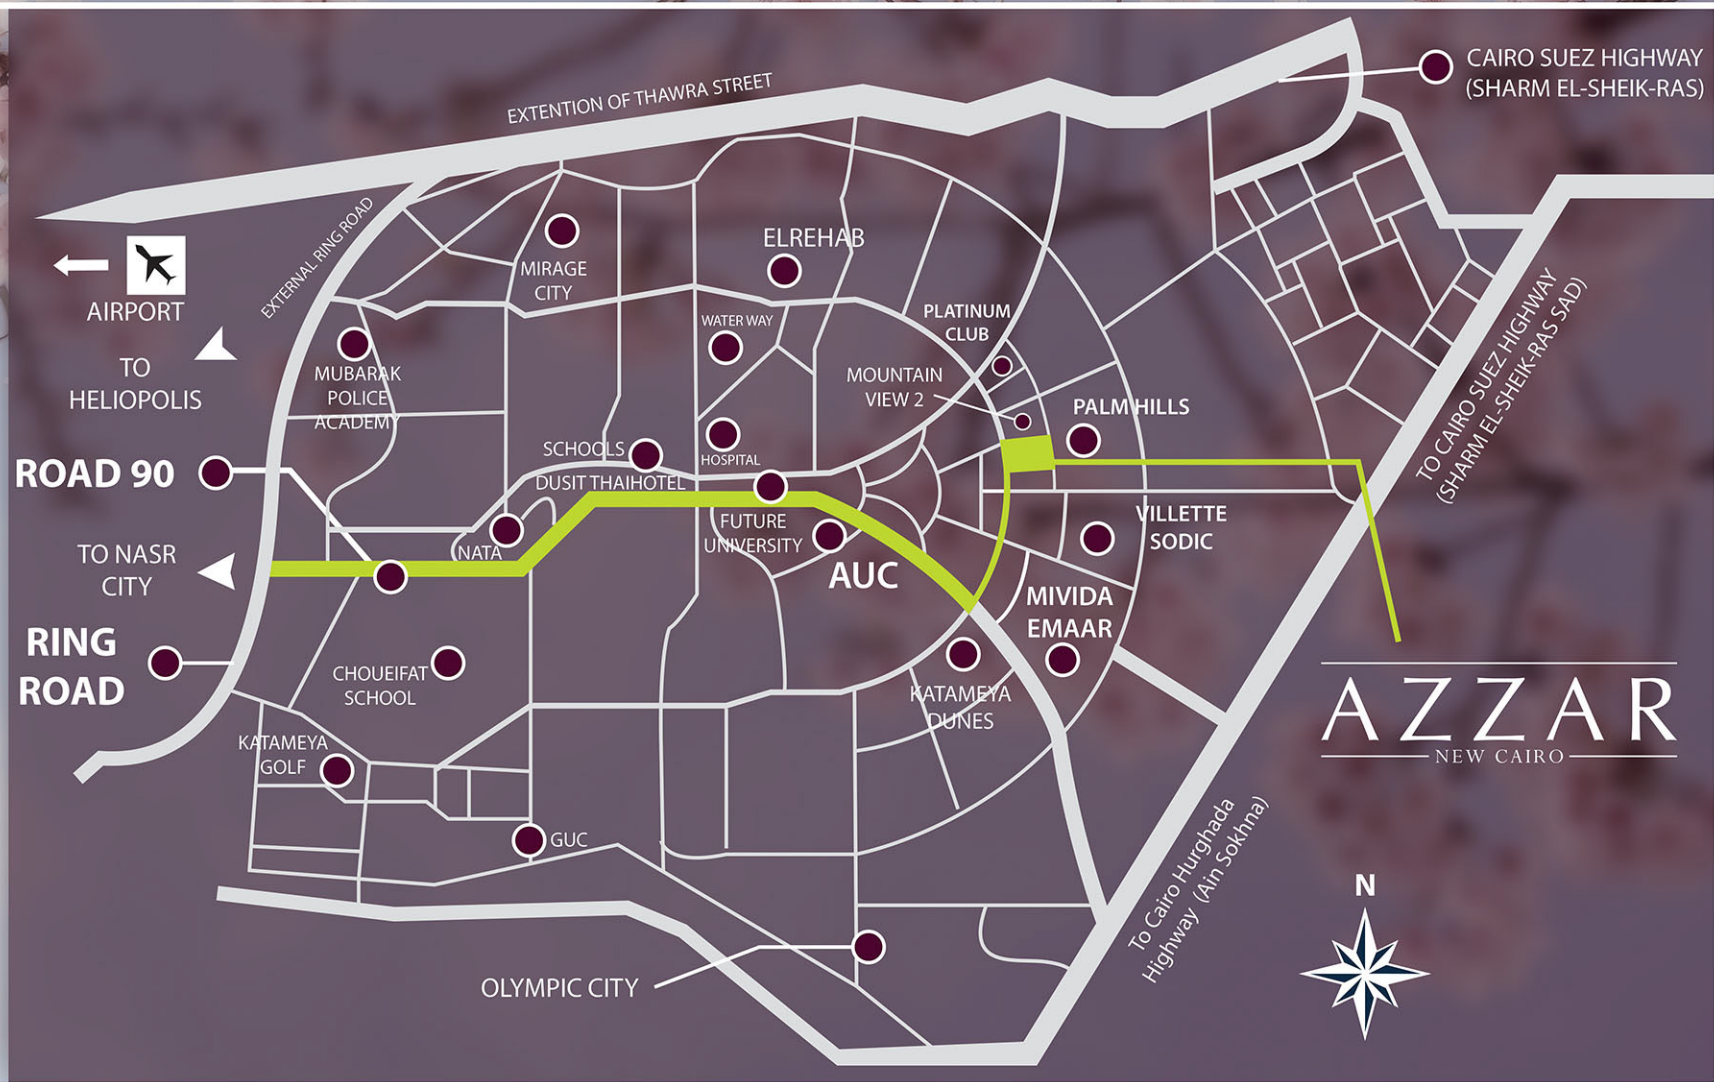 CAIRO SUEZ HIGHWAY
(SHARM EL-SHEIK-RAS)
EXTENTION OF THAWRA STREET
EXTERNAL RING ROAD
AIRPORT
TO
HELIOPOLIS
MIRAGE
CITY
ELREHAB
WATER WAY
PLATINUM
CLUB
MUBARAK
POLICE
ACADEMY
MOUNTAIN
VIEW 2
PALM HILLS
TO CAIRO SUEZ HIGHWAY
(SHARM EL-SHEIK-RAS SAD)
ROAD 90
SCHOOLS
HOSPITAL
DUSIT THAIHOTEL
FUTURE
UNIVERSITY
VILLETTE
SODIC
TO NASR
CITY
NATA
AUC
MIVIDA
EMAAR
RING
ROAD
CHOUEIFAT
SCHOOL
KATAMEYA
DUNES
AZZAR
NEW CAIRO
KATAMEYA
GOLF
GUC
To Cairo Hurghada
Highway (Ain Sokhna)
N
OLYMPIC CITY